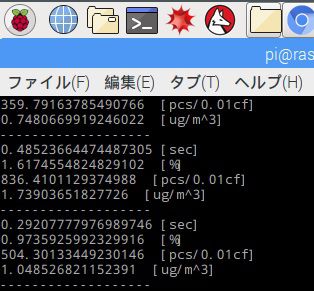 pi@ras
ファイル(F) 編集(E) タブ(T) ヘルプ(H)
359.79163785490766 [pcs/0.01cf]
0.7480669919246022 [ug/m^3]
-------------------
0.48523664474487305 [sec]
1.6174554824829102 [%]
836.4101129374988 [pcs/0.01cf]
1.73903651827726 [ug/m^3]
-------------------
0.29207777976989746 [sec]
0.9735925992329916 [%]
504.30133449230146 [pcs/0.01cf]
1.048526821152391 [ug/m^3]
-------------------